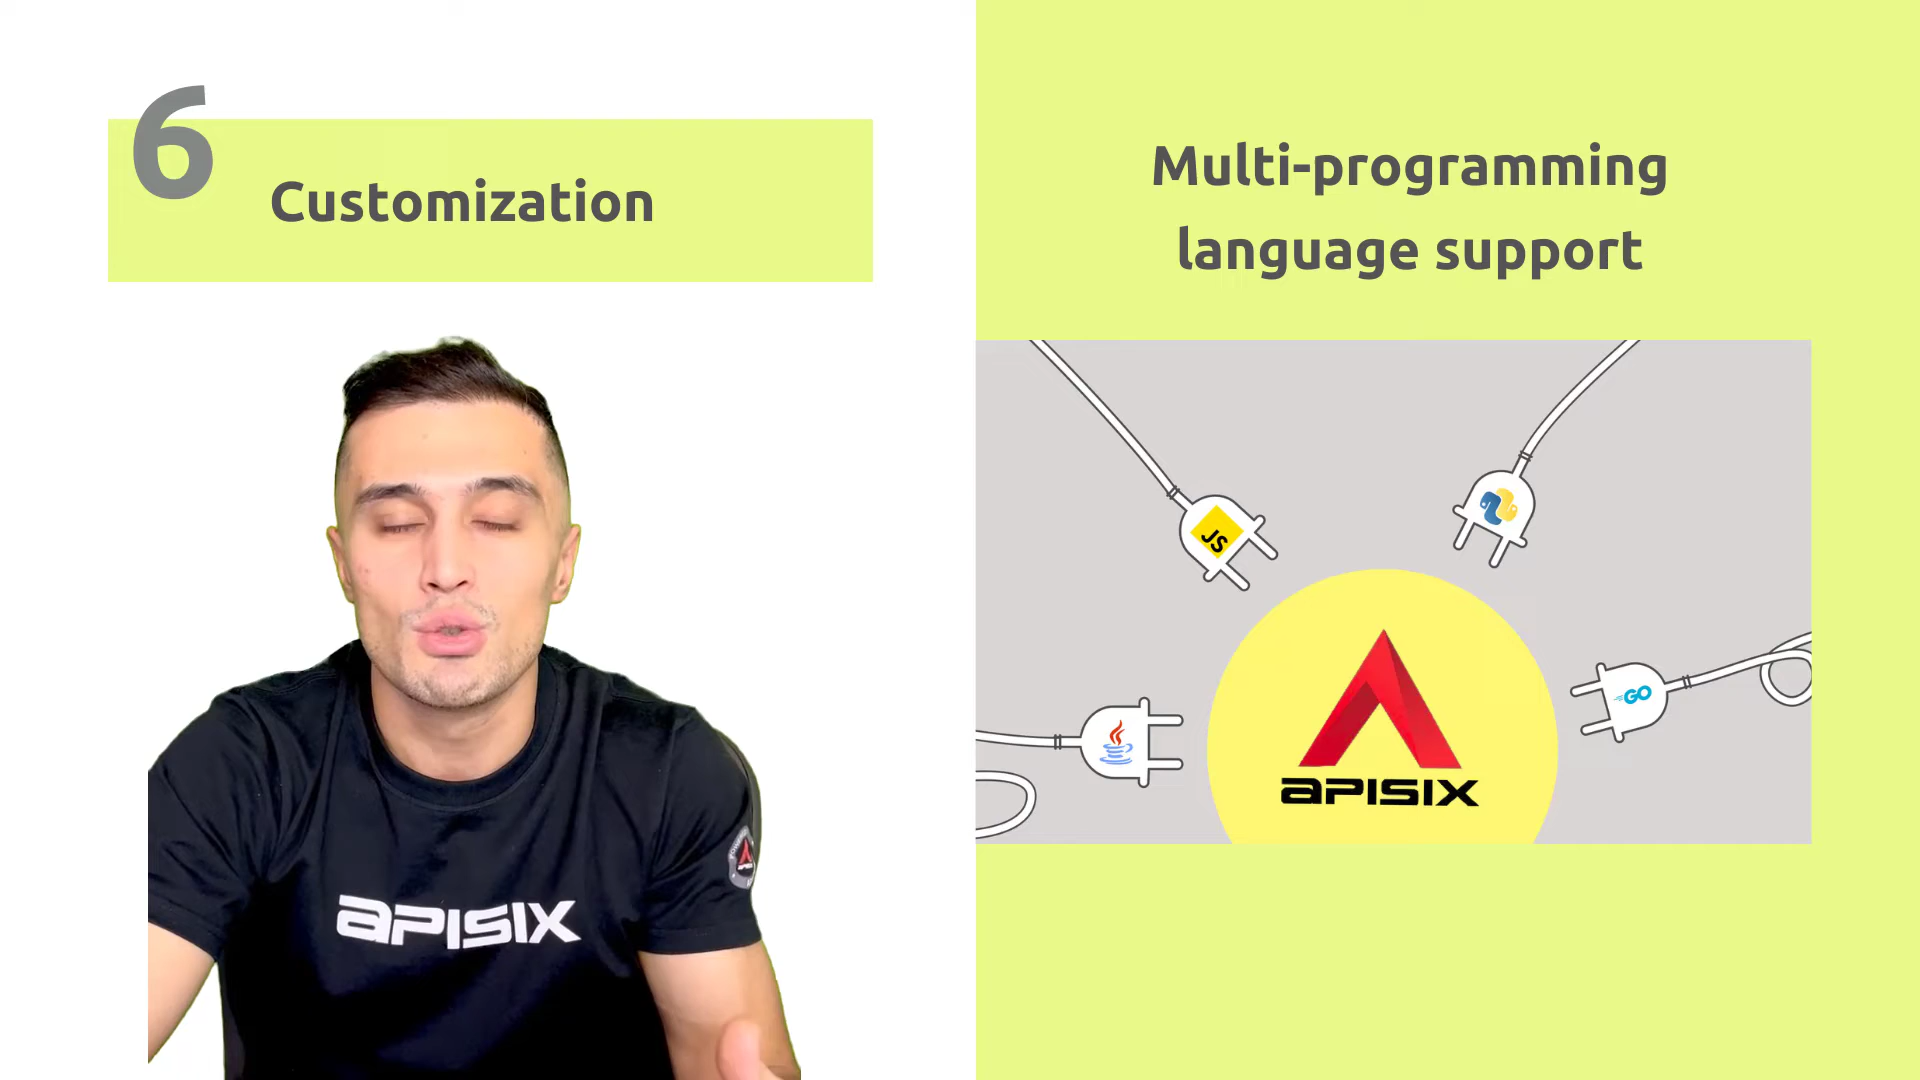 6
Customization
Multi-programming
language support
JS
GO
APISIX
APISIX